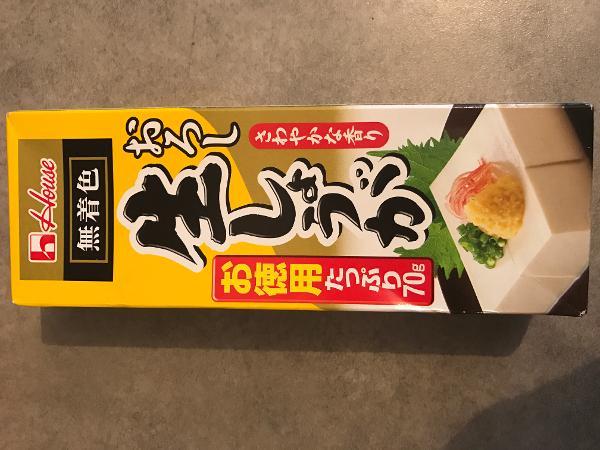 House
無着色
おろし
生しょうが
さわやかな香り
お徳用たっぷり70g